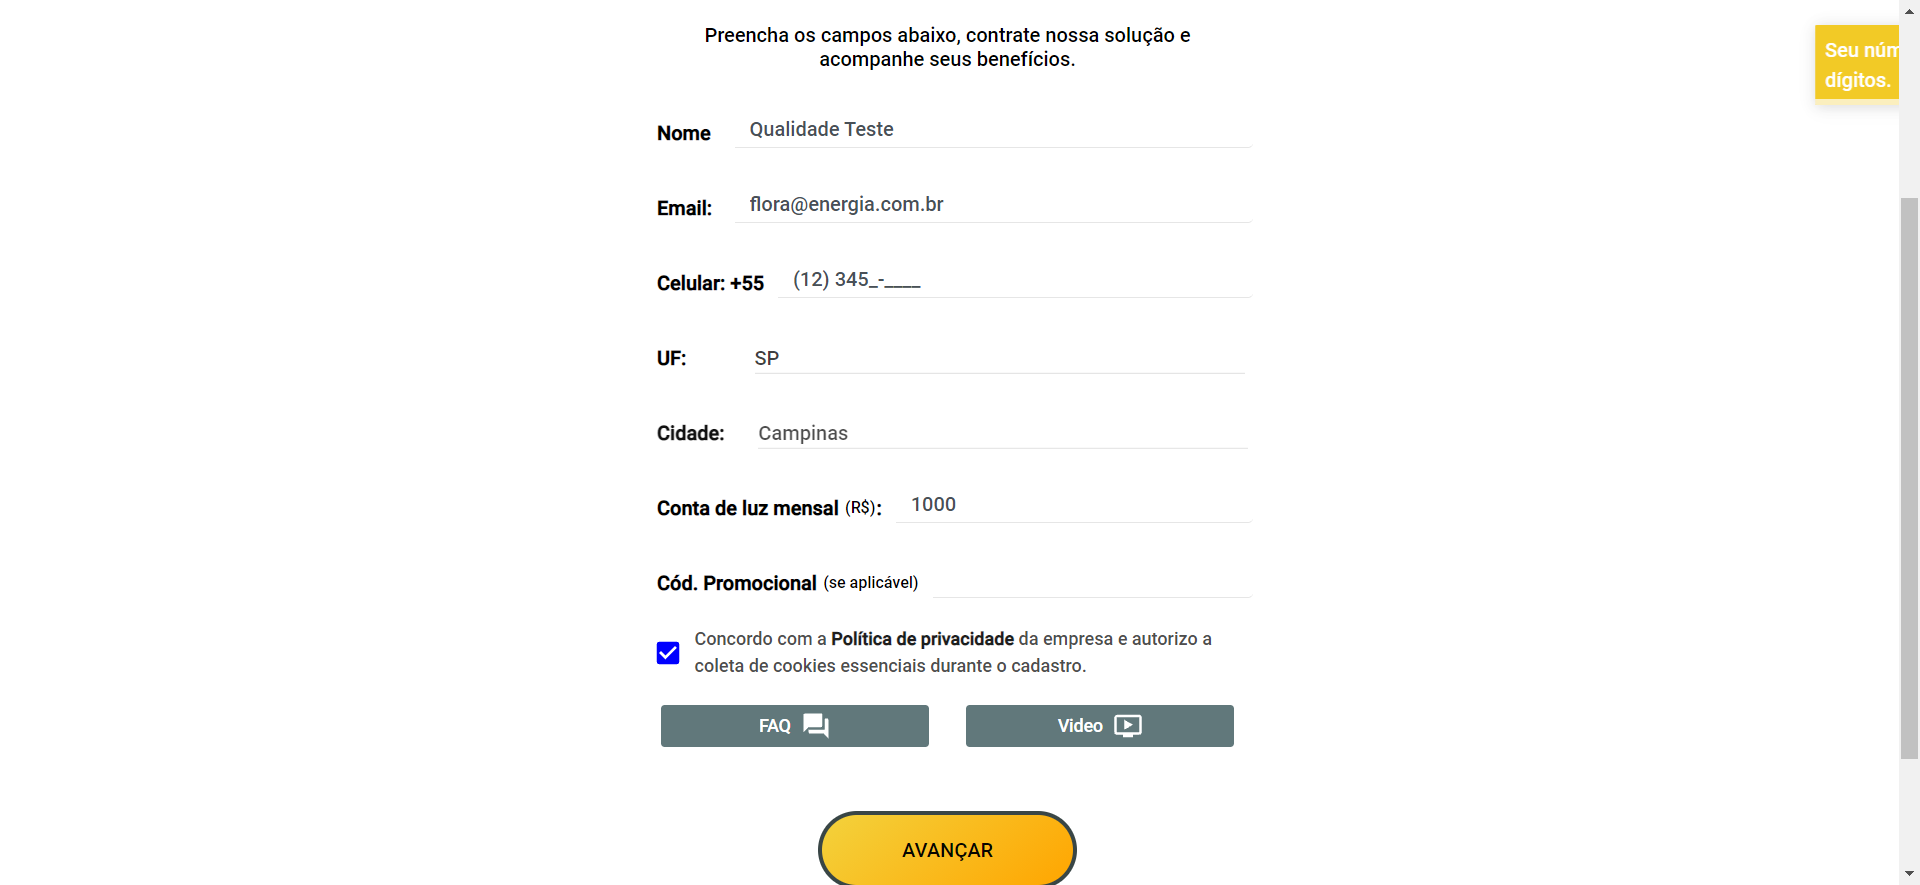 Preencha os campos abaixo, contrate nossa solução e
acompanhe seus benefícios.
Seu núm
dígitos.
Nome Qualidade Teste
Email: flora@energia.com.br
Celular: +55 (12) 345_-____
UF: SP
Cidade: Campinas
Conta de luz mensal (R$): 1000
Cód. Promocional (se aplicável)
Concordo com a Política de privacidade da empresa e autorizo a
coleta de cookies essenciais durante o cadastro.
FAQ
Video
AVANÇAR